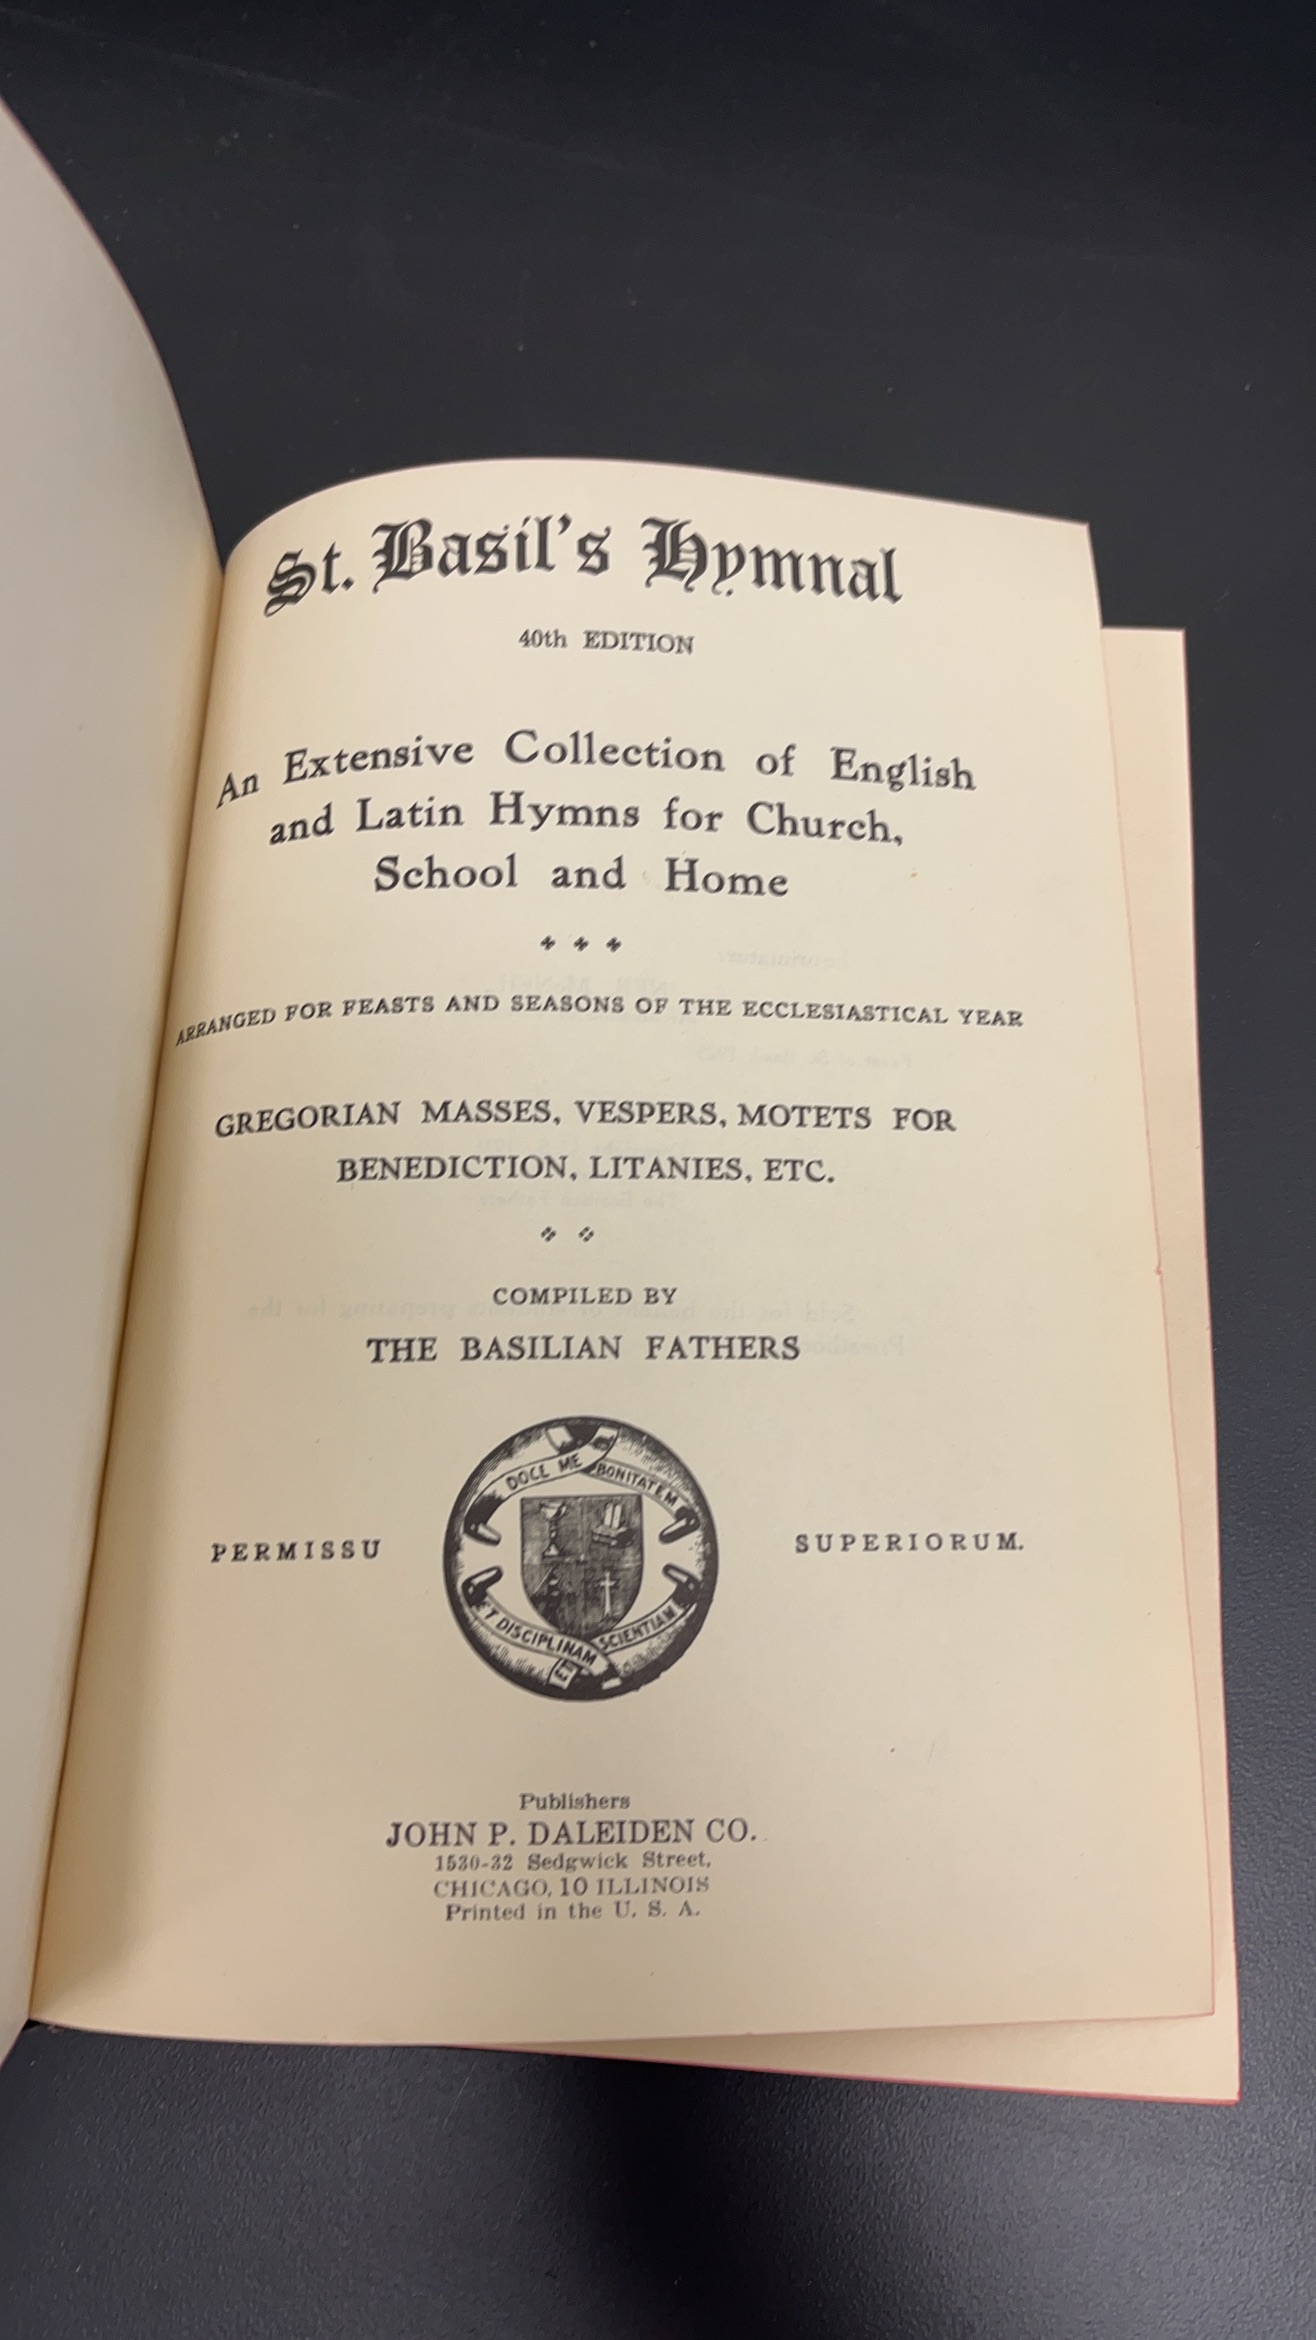 St. Basil's Hymnal
40th EDITION
An Extensive Collection of English
and Latin Hymns for Church,
School and Home
ARRANGED FOR FEASTS AND SEASONS OF THE ECCLESIASTICAL YEAR
GREGORIAN MASSES, VESPERS, MOTETS FOR
BENEDICTION, LITANIES, ETC.
COMPILED BY
THE BASILIAN FATHERS
PERMISSU
DOCE ME BONITATEM
ET DISCIPLINAM
ET SCIENTIAM
SUPERIORUM.
Publishers
JOHN P. DALEIDEN CO.
1530-32 Sedgwick Street,
CHICAGO, 10 ILLINOIS
Printed in the U. S. A.